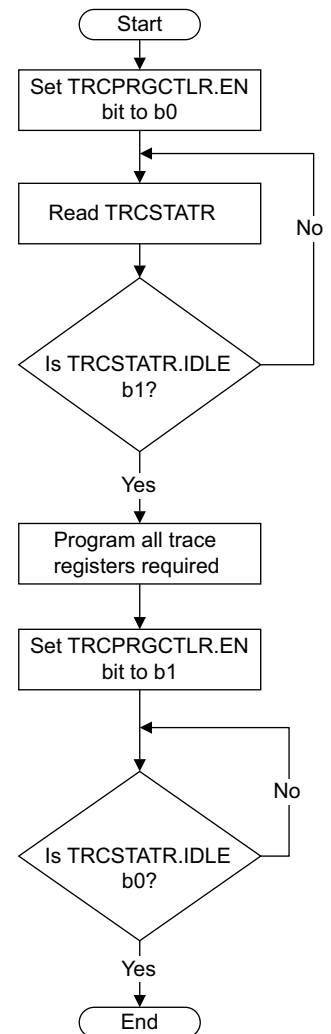 Start
Set TRCPRGCTLR.EN
bit to b0
Read TRCSTATR
No
Is TRCSTATR.IDLE
b1?
Yes
Program all trace
registers required
Set TRCPRGCTLR.EN
bit to b1
No
Is TRCSTATR.IDLE
b0?
Yes
End